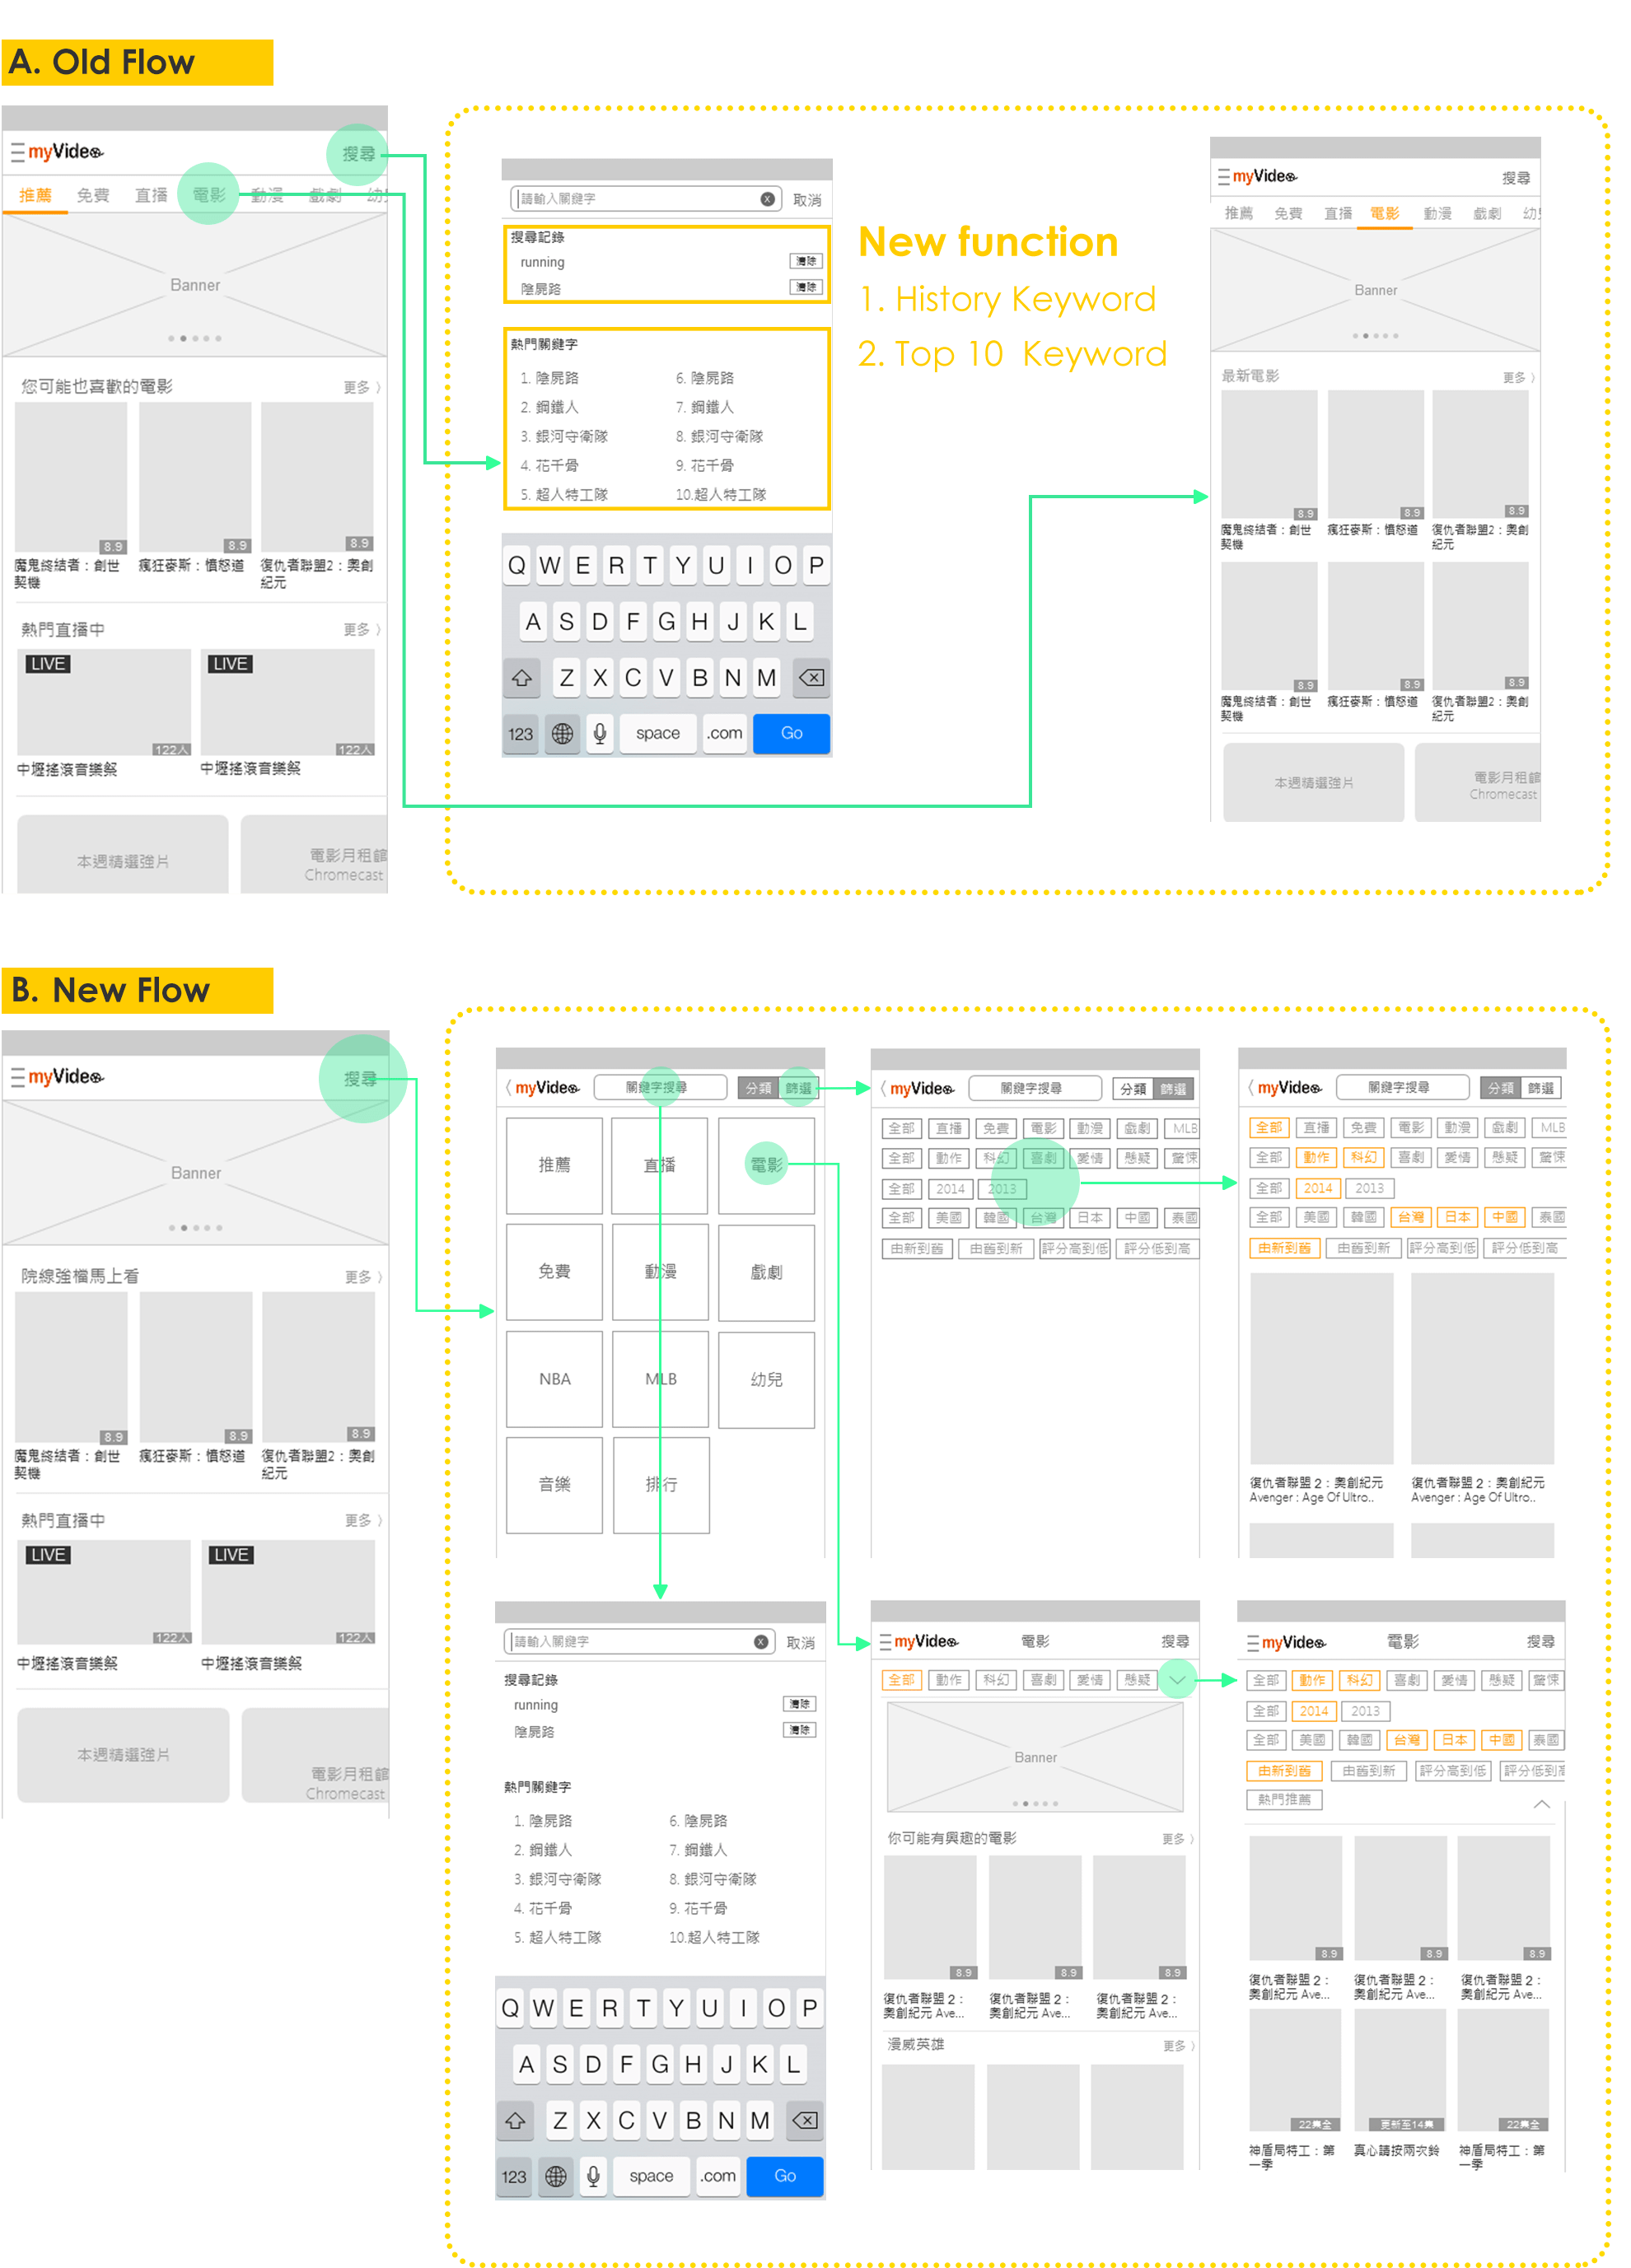 A. Old Flow
myVideo
搜尋
推薦 免費 直播 電影 動漫 戲劇
Banner
您可能也喜歡的電影 更多
8.9 8.9 8.9
魔鬼終結者：創世契機
瘋狂麥斯：憤怒道
復仇者聯盟2：奧創紀元
熱門直播中 更多
LIVE LIVE
122人 122人
中壢搖滾音樂祭 中壢搖滾音樂祭
本週精選強片
電影月租館
Chromecast
請輸入關鍵字 X 取消
搜尋記錄
running 清除
陰屍路 清除
熱門關鍵字
1. 陰屍路 6. 陰屍路
2. 鋼鐵人 7. 鋼鐵人
3. 銀河守衛隊 8. 銀河守衛隊
4. 花千骨 9. 花千骨
5. 超人特工隊 10.超人特工隊
Q W E R T Y U I O P
A S D F G H J K L
Z X C V B N M
123 space .com Go
New function
1. History Keyword
2. Top 10 Keyword
myVideo 搜尋
推薦 免費 直播 電影 動漫 戲劇
Banner
最新電影 更多
8.9 8.9 8.9
魔鬼終結者：創世契機
瘋狂麥斯：憤怒道
復仇者聯盟2：奧創紀元
8.9 8.9 8.9
魔鬼終結者：創世契機
瘋狂麥斯：憤怒道
復仇者聯盟2：奧創紀元
本週精選強片
電影月租館
Chromecast
B. New Flow
myVideo 搜尋
Banner
院線強檔馬上看 更多
8.9 8.9 8.9
魔鬼終結者：創世契機
瘋狂麥斯：憤怒道
復仇者聯盟2：奧創紀元
熱門直播中 更多
LIVE LIVE
122人 122人
中壢搖滾音樂祭 中壢搖滾音樂祭
本週精選強片
電影月租館
Chromecast
myVideo 關鍵字搜尋 分類 篩選
推薦 直播 電影
免費 動漫 戲劇
NBA MLB 幼兒
音樂 排行
myVideo 關鍵字搜尋 分類 篩選
全部 直播 免費 電影 動漫 戲劇 MLB
全部 動作 科幻 喜劇 愛情 懸疑 驚悚
全部 2014 2013
全部 美國 韓國 台灣 日本 中國 泰國
由新到舊 由舊到新 評分高到低 評分低到高
myVideo 關鍵字搜尋 分類 篩選
全部 直播 免費 電影 動漫 戲劇 MLB
全部 動作 科幻 喜劇 愛情 懸疑 驚悚
全部 2014 2013
全部 美國 韓國 台灣 日本 中國 泰國
由新到舊 由舊到新 評分高到低 評分低到高
復仇者聯盟 2：奧創紀元 復仇者聯盟 2：奧創紀元
Avenger : Age Of Ultro.. Avenger : Age Of Ultro..
請輸入關鍵字 X 取消
搜尋記錄
running 清除
陰屍路 清除
熱門關鍵字
1. 陰屍路 6. 陰屍路
2. 鋼鐵人 7. 鋼鐵人
3. 銀河守衛隊 8. 銀河守衛隊
4. 花千骨 9. 花千骨
5. 超人特工隊 10.超人特工隊
Q W E R T Y U I O P
A S D F G H J K L
Z X C V B N M
123 space .com Go
myVideo 電影 搜尋
全部 動作 科幻 喜劇 愛情 懸疑
Banner
你可能有興趣的電影 更多
8.9 8.9 8.9
復仇者聯盟 2： 復仇者聯盟 2： 復仇者聯盟 2：
奧創紀元 Ave... 奧創紀元 Ave... 奧創紀元 Ave...
漫威英雄 更多
myVideo 電影 搜尋
全部 動作 科幻 喜劇 愛情 懸疑 驚悚
全部 2014 2013
全部 美國 韓國 台灣 日本 中國 泰國
由新到舊 由舊到新 評分高到低 評分低到高
熱門推薦
8.9 8.9 8.9
復仇者聯盟 2： 復仇者聯盟 2： 復仇者聯盟 2：
奧創紀元 Ave... 奧創紀元 Ave... 奧創紀元 Ave...
22集全 更新至14集 22集全
神盾局特工：第一季
真心請按兩次鈴
神盾局特工：第一季